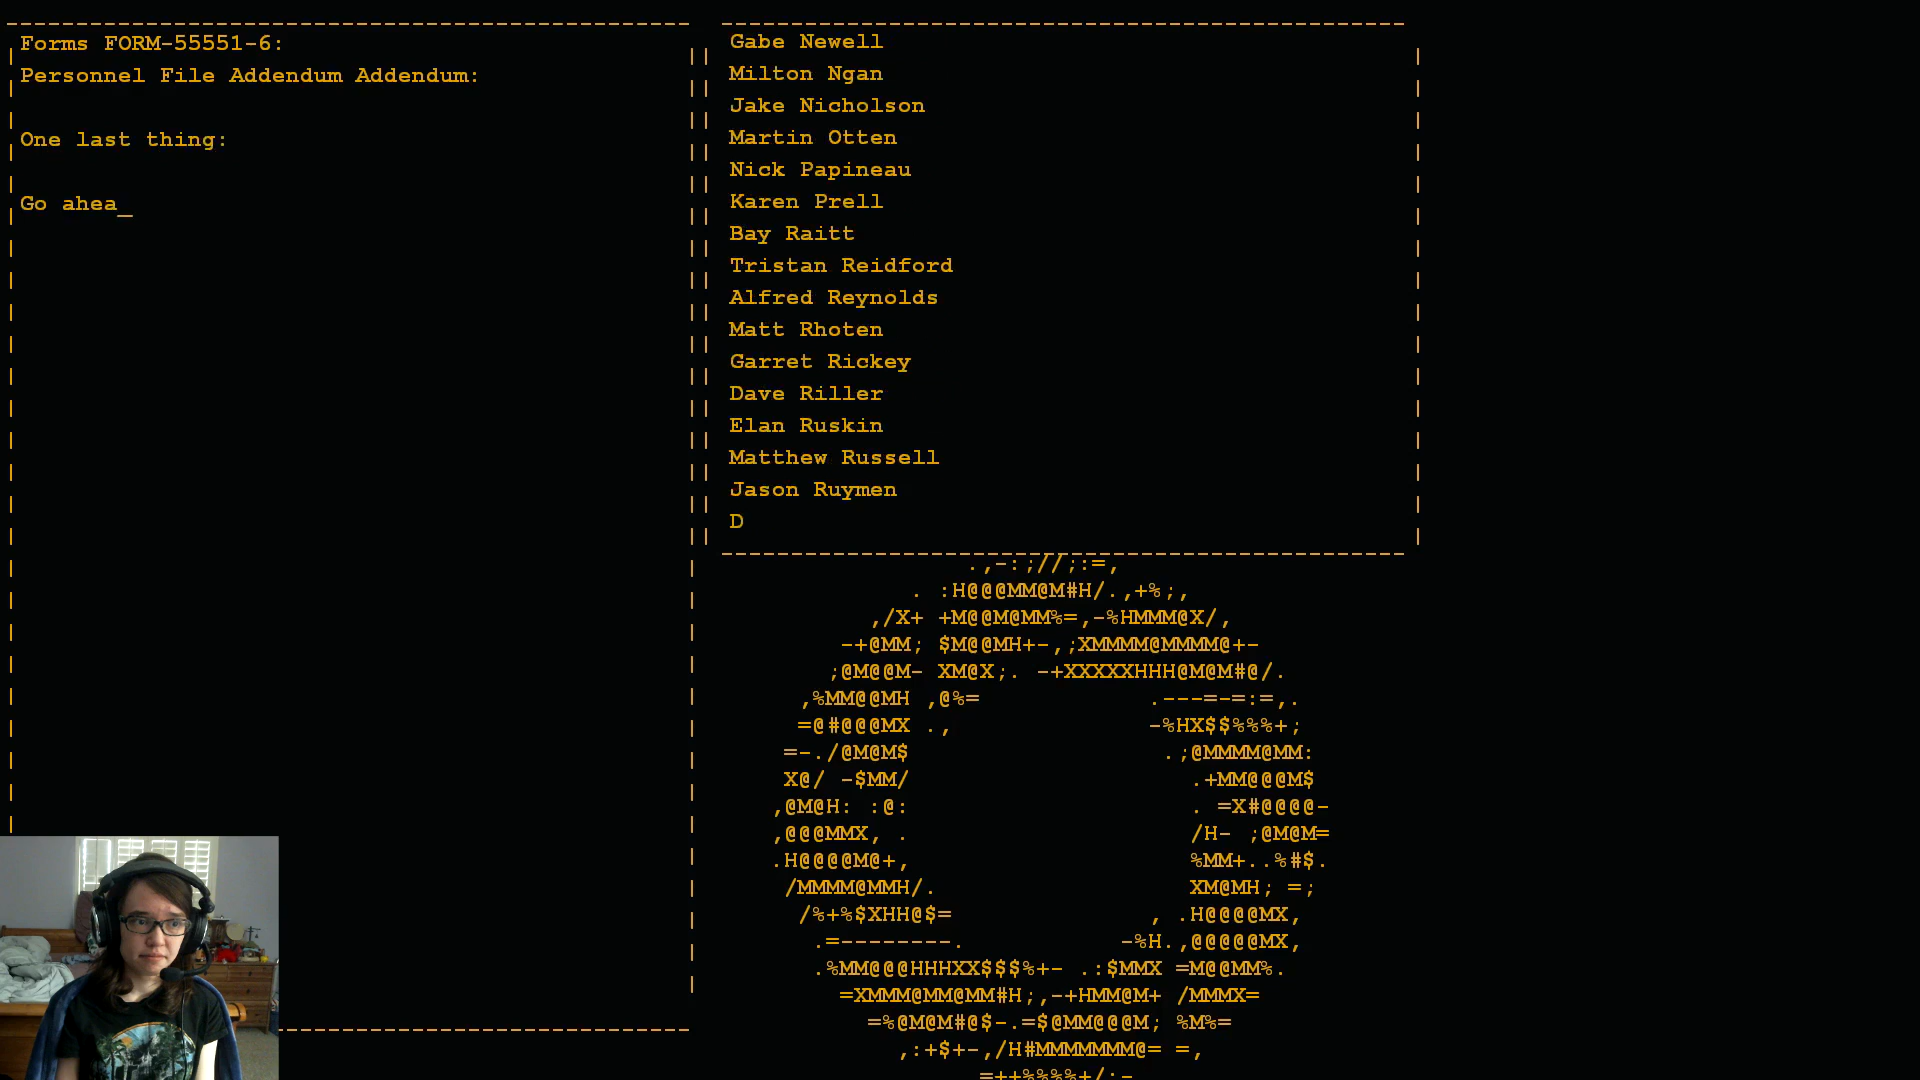 Forms FORM-55551-6:
Personnel File Addendum Addendum:
One last thing:
Go ahea_
Gabe Newell
Milton Ngan
Jake Nicholson
Martin Otten
Nick Papineau
Karen Prell
Bay Raitt
Tristan Reidford
Alfred Reynolds
Matt Rhoten
Garret Rickey
Dave Riller
Elan Ruskin
Matthew Russell
Jason Ruymen
D